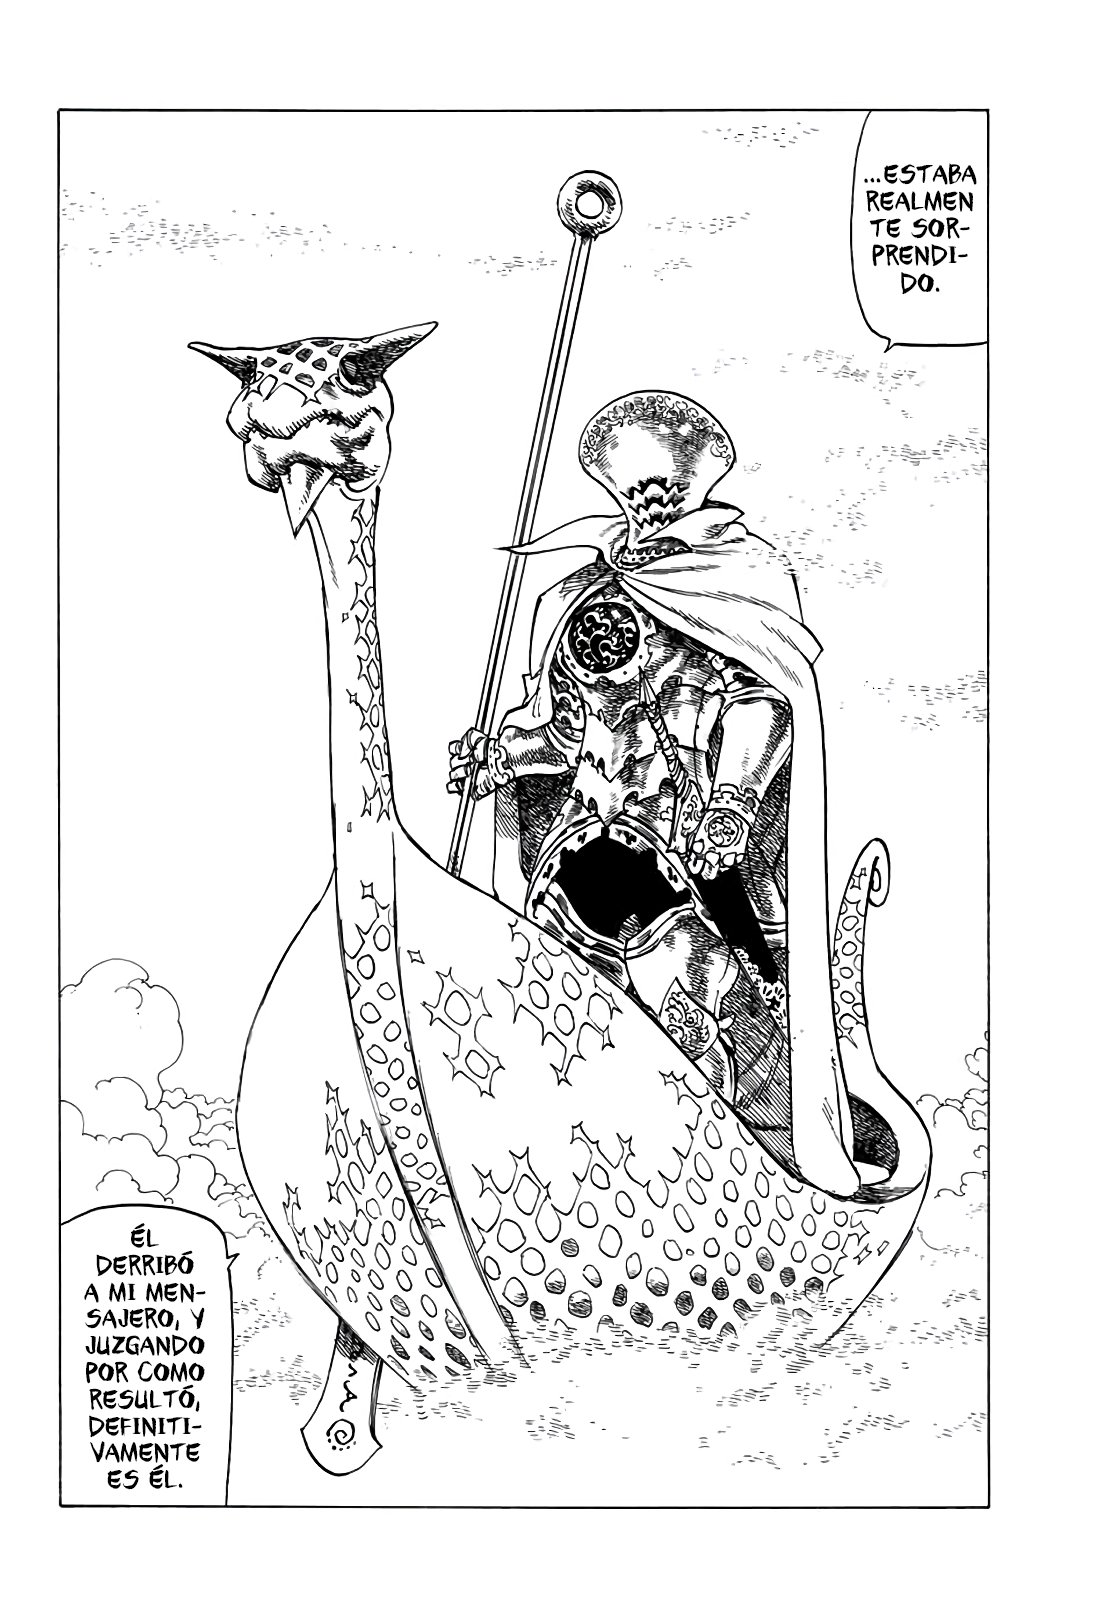 ...ESTABA
REALMEN
TE SOR-
PRENDI-
DO.
ÉL
DERRIBÓ
A MI MEN-
SAJERO, Y
JUZGANDO
POR COMO
RESULTÓ,
DEFINITI-
VAMENTE
ES ÉL.